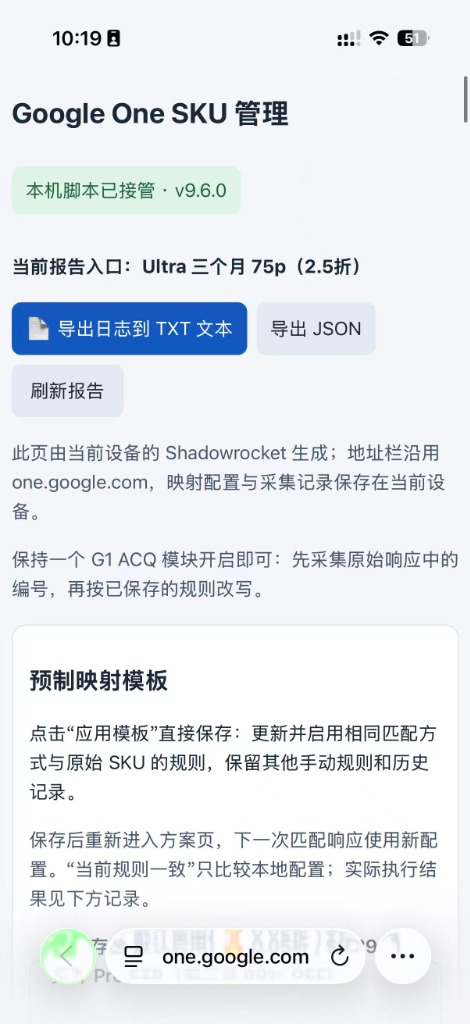 10:19
51
Google One SKU 管理
本机脚本已接管 · v9.6.0
当前报告入口：Ultra 三个月 75p（2.5折）
导出日志到 TXT 文本
导出 JSON
刷新报告
此页由当前设备的 Shadowrocket 生成；地址栏沿用
one.google.com，映射配置与采集记录保存在当前设
备。
保持一个 G1 ACQ 模块开启即可：先采集原始响应中的
编号，再按已保存的规则改写。
预制映射模板
点击“应用模板”直接保存：更新并启用相同匹配方
式与原始 SKU 的规则，保留其他手动规则和历史
记录。
保存后重新进入方案页，下一次匹配响应使用新配
置。“当前规则一致”只比较本地配置；实际执行结
果见下方记录。
one.google.com